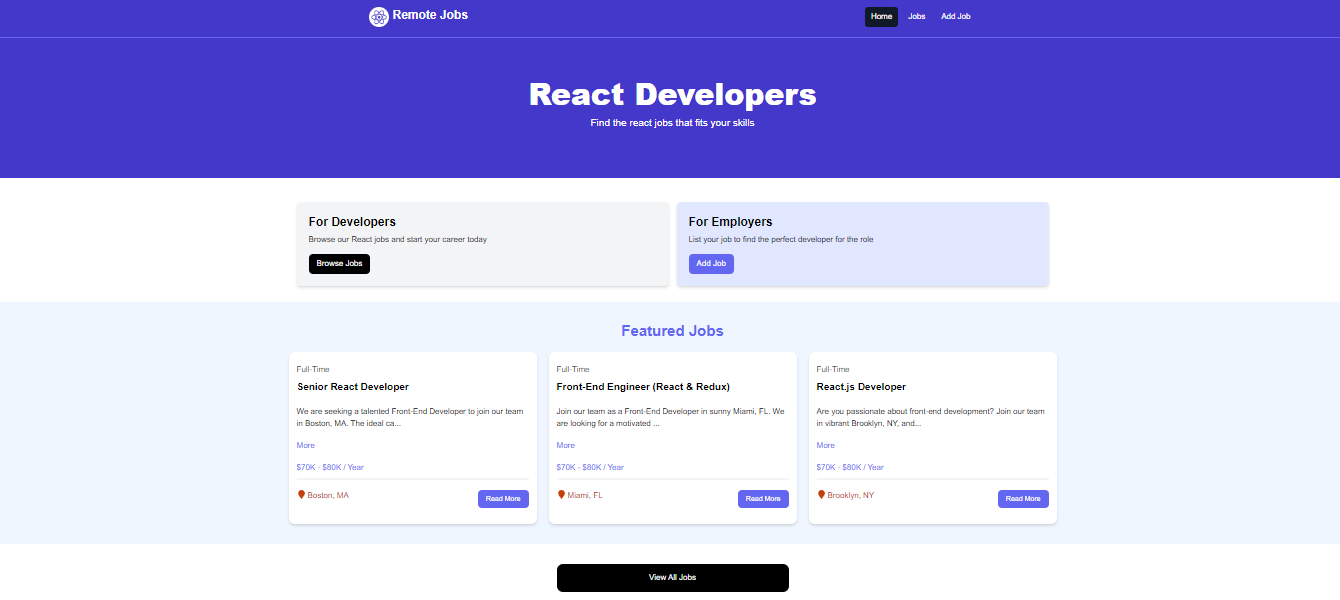 Remote Jobs
Home
Jobs
Add Job
React Developers
Find the react jobs that fits your skills
For Developers
Browse our React jobs and start your career today
Browse Jobs
For Employers
List your job to find the perfect developer for the role
Add Job
Featured Jobs
Full-Time
Senior React Developer
We are seeking a talented Front-End Developer to join our team
in Boston, MA. The ideal ca...
More
$70K - $80K / Year
Boston, MA
Read More
Full-Time
Front-End Engineer (React & Redux)
Join our team as a Front-End Developer in sunny Miami, FL. We
are looking for a motivated ...
More
$70K - $80K / Year
Miami, FL
Read More
Full-Time
React.js Developer
Are you passionate about front-end development? Join our team
in vibrant Brooklyn, NY, and...
More
$70K - $80K / Year
Brooklyn, NY
Read More
View All Jobs